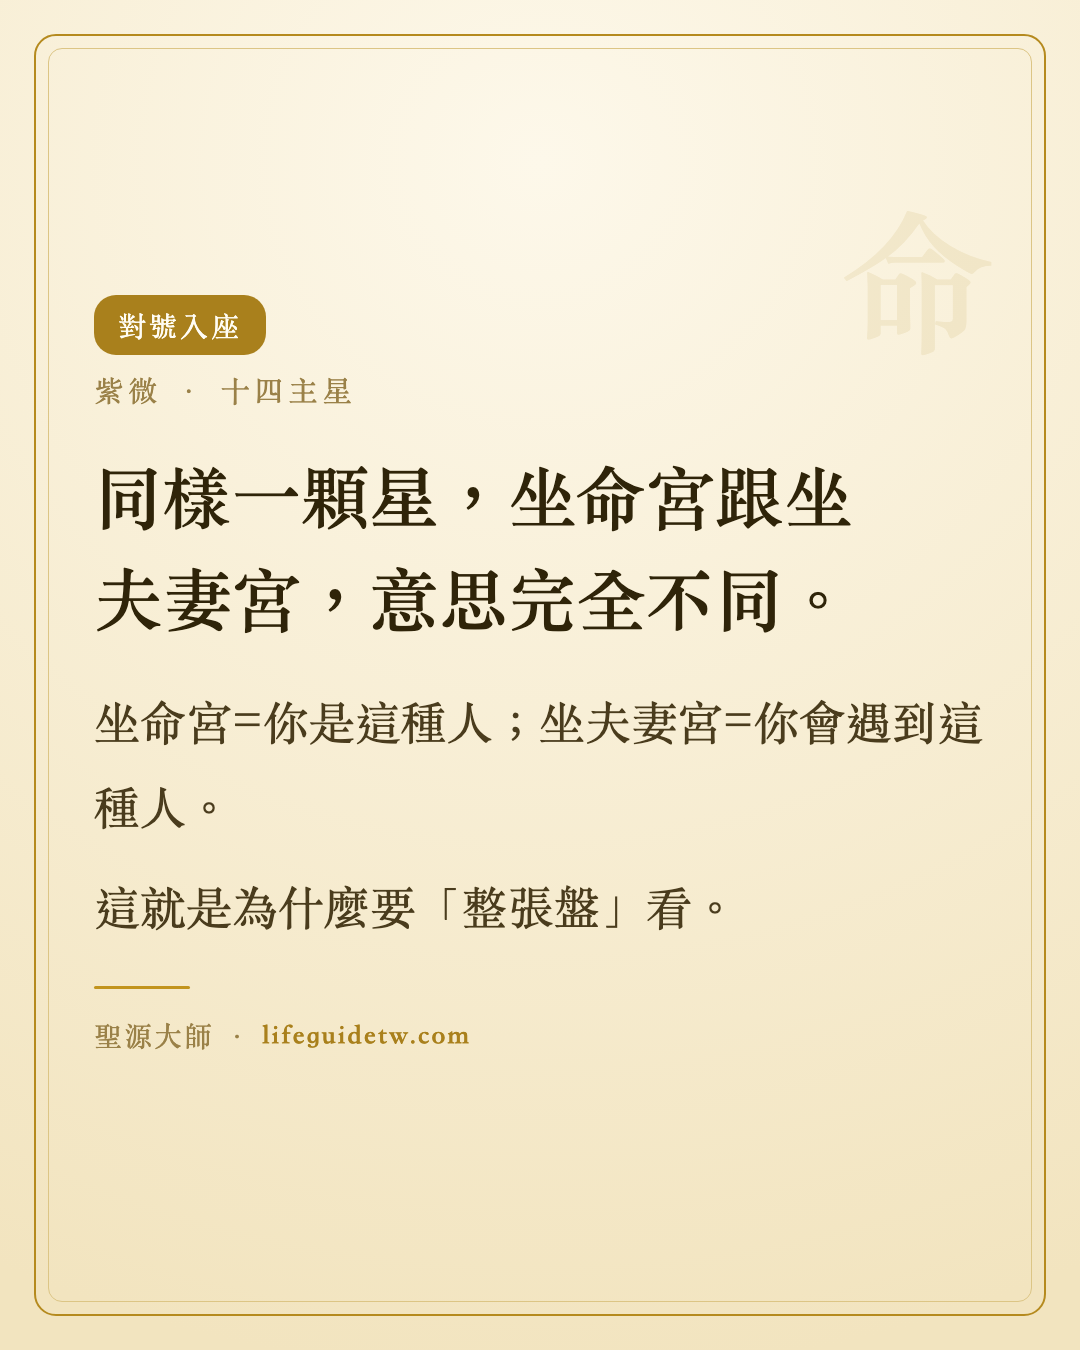 命
對號入座
紫微 · 十四主星
同樣一顆星，坐命宮跟坐
夫妻宮，意思完全不同。
坐命宮=你是這種人；坐夫妻宮=你會遇到這
種人。
這就是為什麼要「整張盤」看。
聖源大師 · lifeguidetw.com